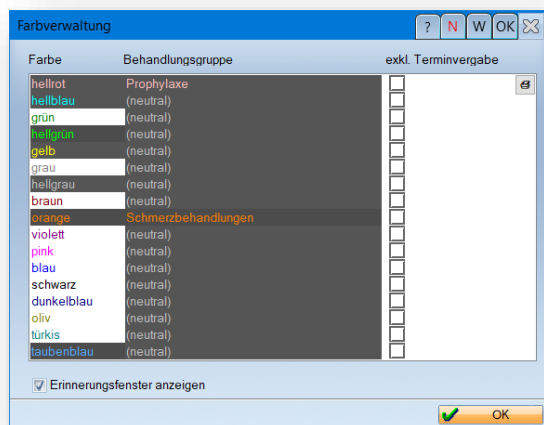 Farbverwaltung ? N W OK
Farbe Behandlungsgruppe exkl. Terminvergabe
hellrot Prophylaxe
hellblau (neutral)
grün (neutral)
hellgrün (neutral)
gelb (neutral)
grau (neutral)
hellgrau (neutral)
braun (neutral)
orange Schmerzbehandlungen
violett (neutral)
pink (neutral)
blau (neutral)
schwarz (neutral)
dunkelblau (neutral)
oliv (neutral)
türkis (neutral)
taubenblau (neutral)
Erinnerungsfenster anzeigen
OK